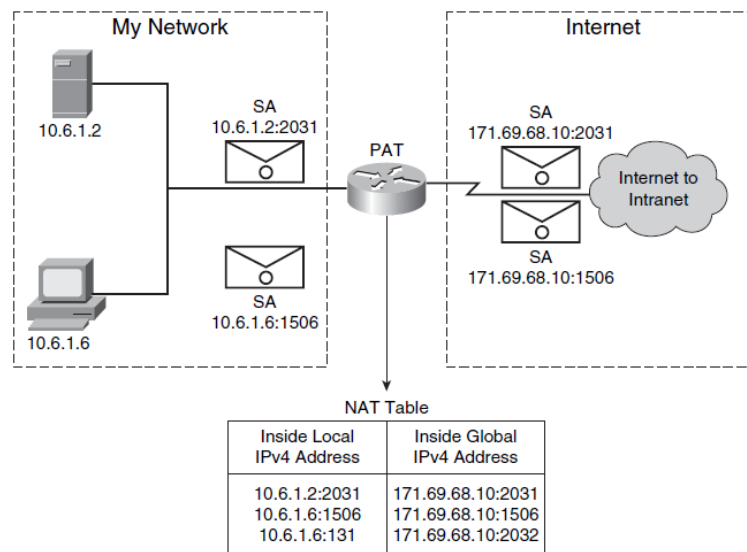 My Network
Internet
10.6.1.2
SA
10.6.1.2:2031
PAT
SA
171.69.68.10:2031
Internet to
Intranet
10.6.1.6
SA
10.6.1.6:1506
SA
171.69.68.10:1506
NAT Table
Inside Local
IPv4 Address
Inside Global
IPv4 Address
10.6.1.2:2031
171.69.68.10:2031
10.6.1.6:1506
171.69.68.10:1506
10.6.1.6:131
171.69.68.10:2032